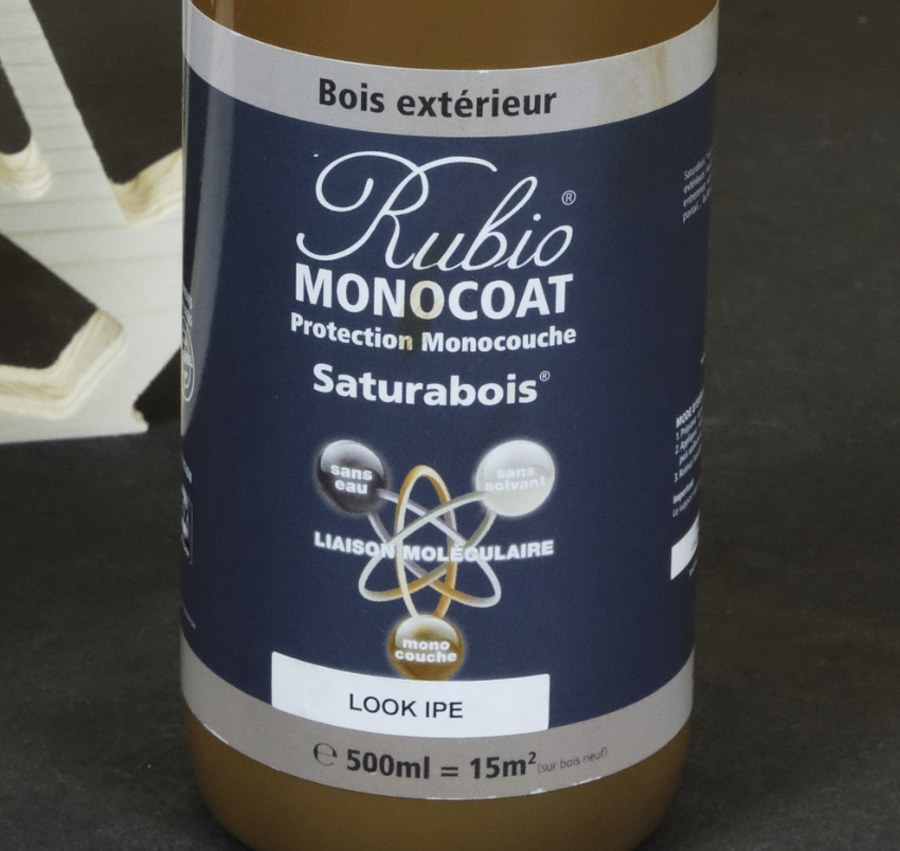 Bois extérieur
Rubio®
MONOCOAT
Protection Monocouche
Saturabois®
sans
eau
sans
solvant
LIAISON MOLÉCULAIRE
mono
couche
LOOK IPE
℮ 500ml = 15m² (sur bois neuf)